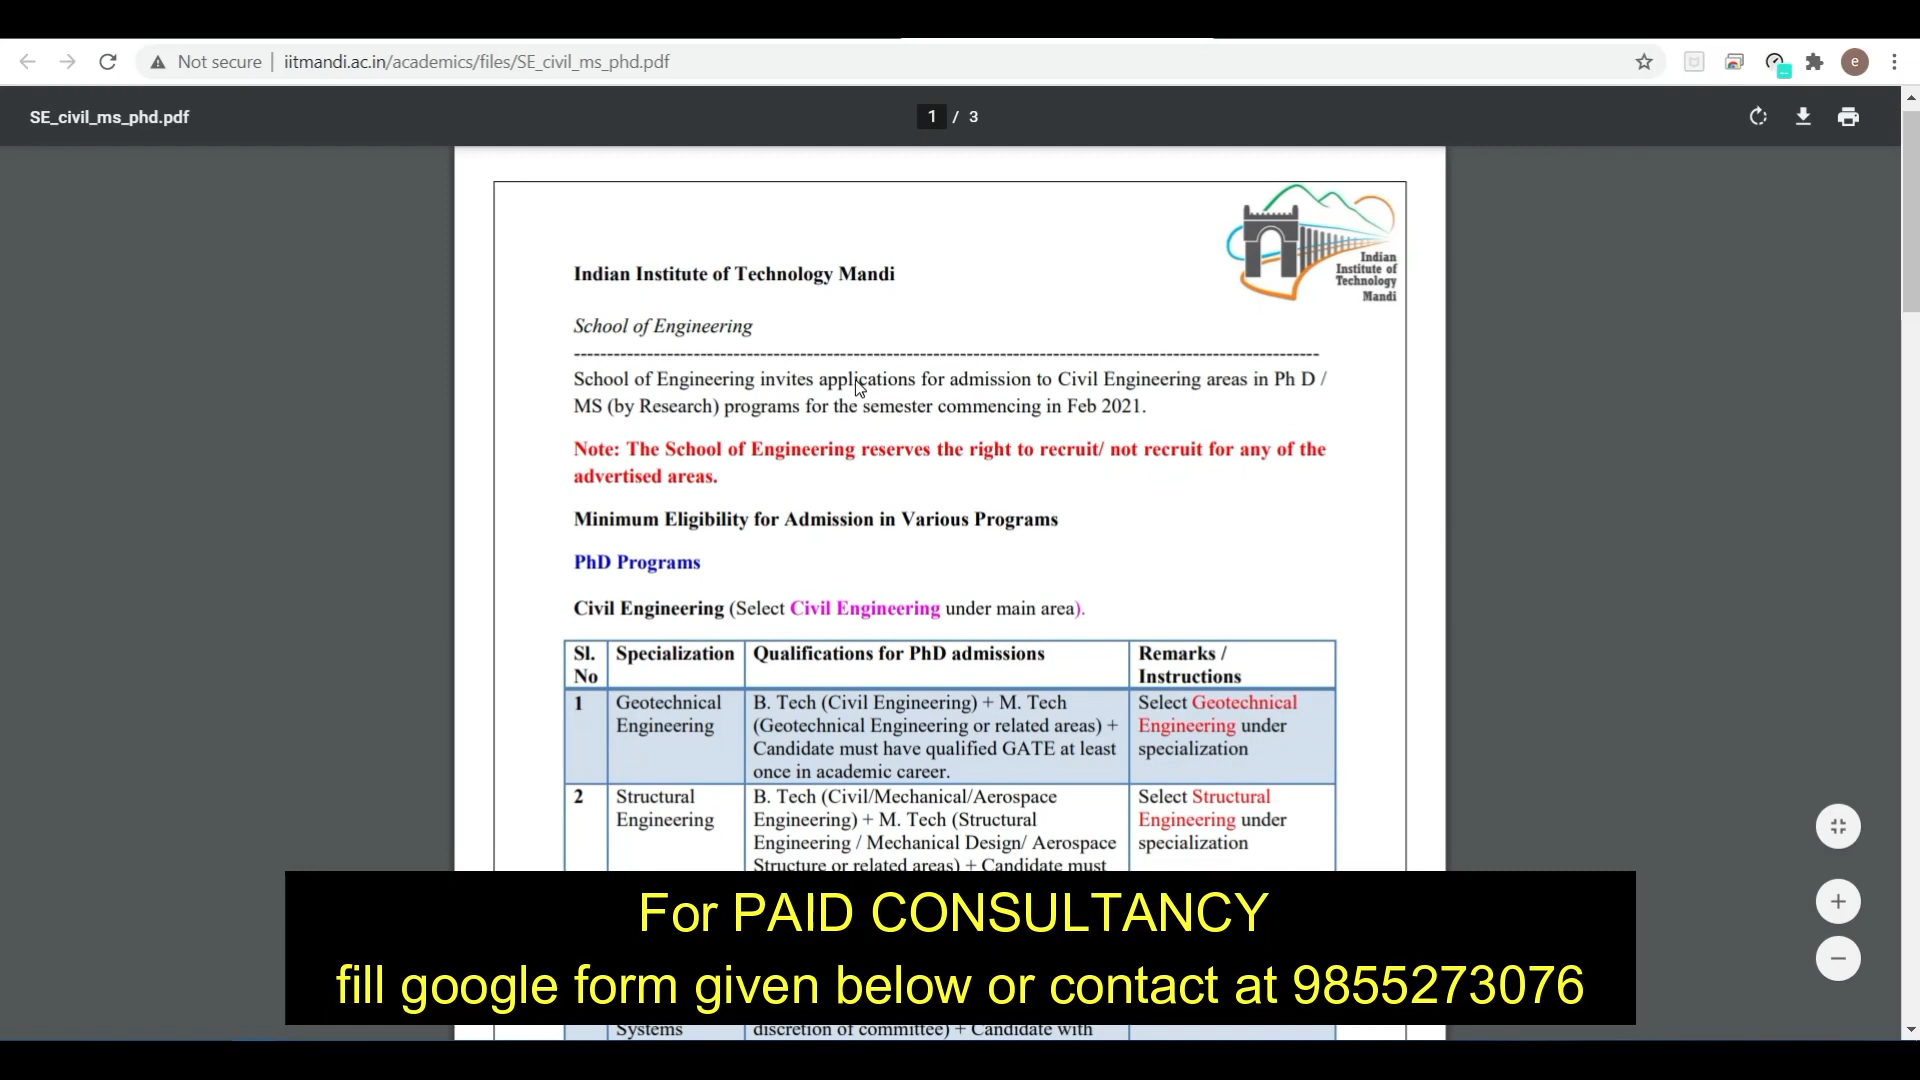 Not secure | iitmandi.ac.in/academics/files/SE_civil_ms_phd.pdf
e
SE_civil_ms_phd.pdf
1 / 3
Indian
Institute of
Technology
Mandi
Indian Institute of Technology Mandi
School of Engineering
--------------------------------------------------------------------------------------------------------------------
School of Engineering invites applications for admission to Civil Engineering areas in Ph D /
MS (by Research) programs for the semester commencing in Feb 2021.
Note: The School of Engineering reserves the right to recruit/ not recruit for any of the
advertised areas.
Minimum Eligibility for Admission in Various Programs
PhD Programs
Civil Engineering (Select Civil Engineering under main area).
Sl. No
Specialization
Qualifications for PhD admissions
Remarks /
Instructions
1
Geotechnical
Engineering
B. Tech (Civil Engineering) + M. Tech
(Geotechnical Engineering or related areas) +
Candidate must have qualified GATE at least
once in academic career.
Select Geotechnical
Engineering under
specialization
2
Structural
Engineering
B. Tech (Civil/Mechanical/Aerospace
Engineering) + M. Tech (Structural
Engineering / Mechanical Design/ Aerospace
Structure or related areas) + Candidate must
Select Structural
Engineering under
specialization
For PAID CONSULTANCY
fill google form given below or contact at 9855273076
Systems
discretion of committee) + Candidate with